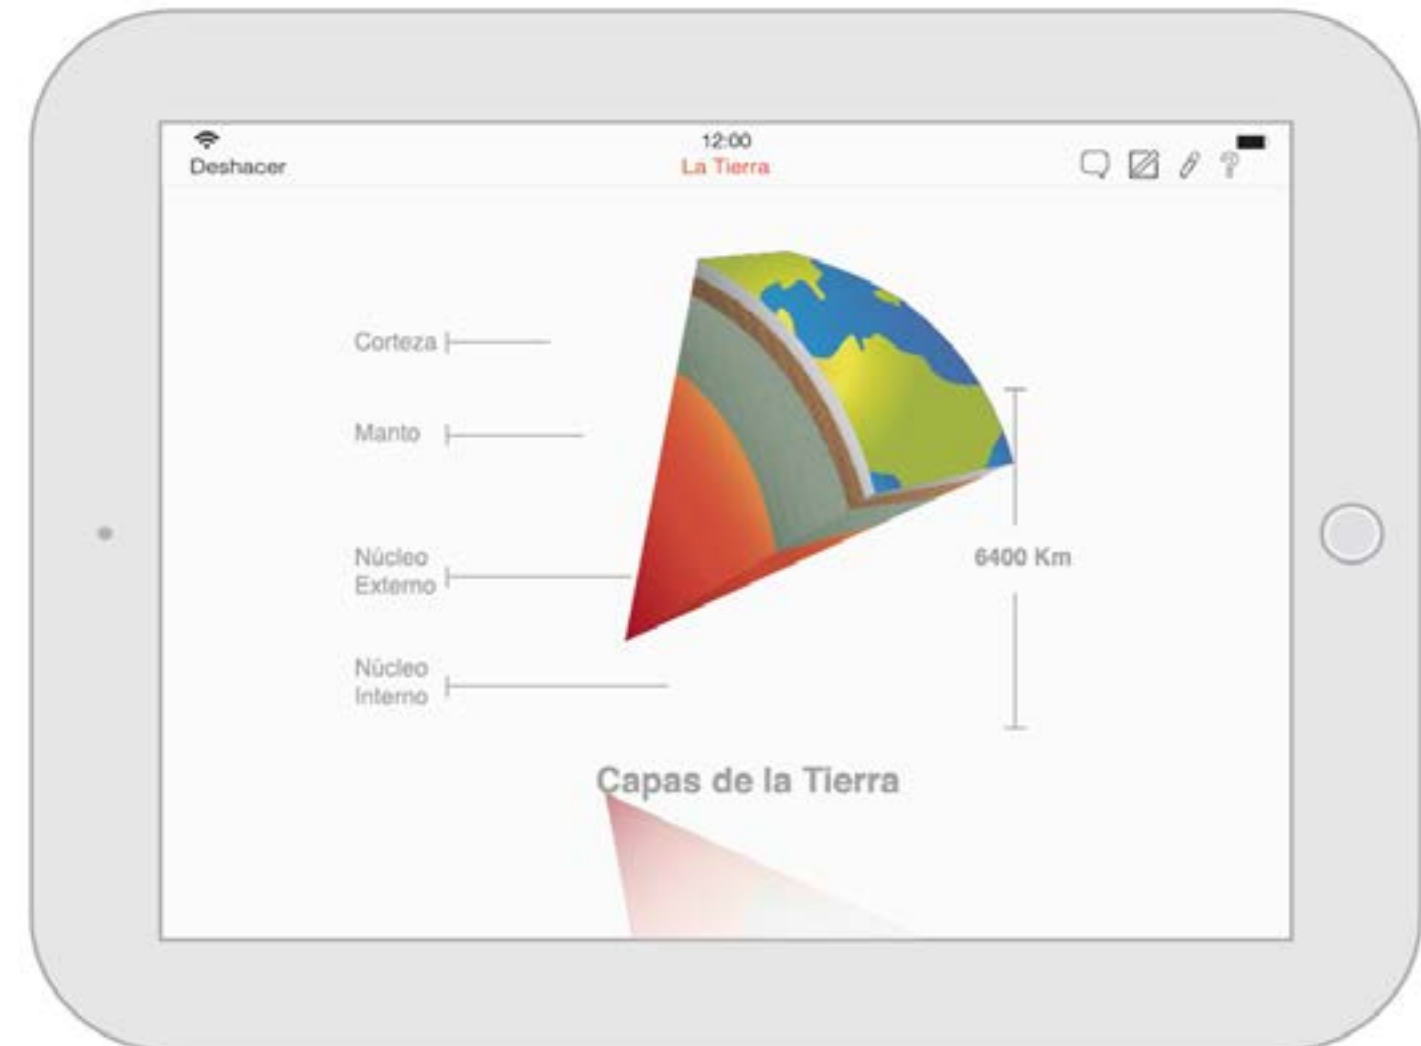 12:00
Deshacer
La Tierra
Corteza
Manto
Núcleo
Externo
6400 Km
Núcleo
Interno
Capas de la Tierra